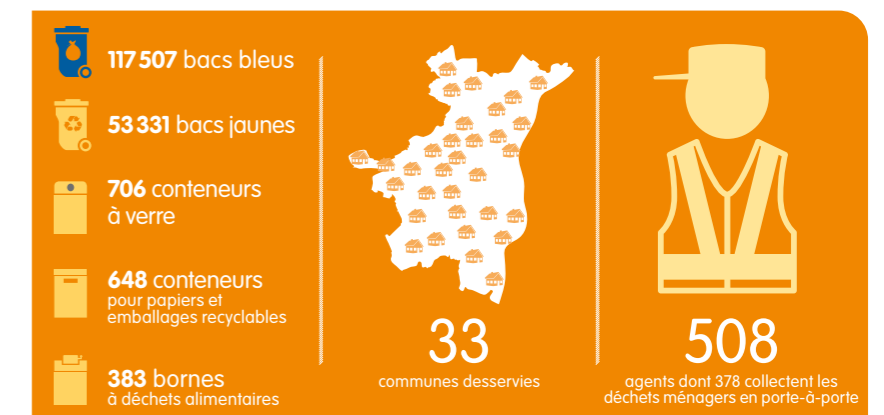 117 507 bacs bleus
53 331 bacs jaunes
706 conteneurs
à verre
648 conteneurs
pour papiers et
emballages recyclables
383 bornes
à déchets alimentaires
33
communes desservies
508
agents dont 378 collectent les
déchets ménagers en porte-à-porte